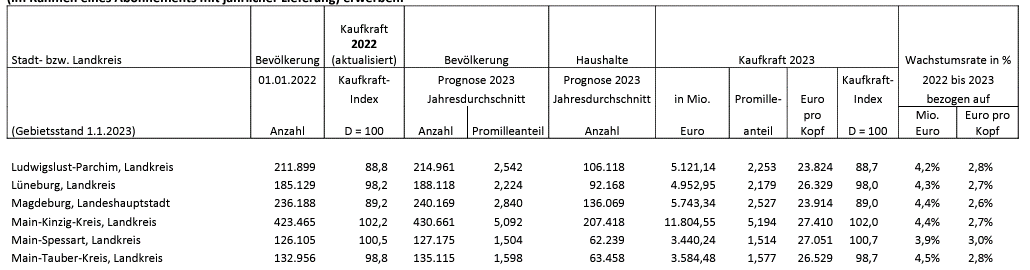 (im Rahmen eines Abonnements mit jährlicher Lieferung) erwerben.
Kaufkraft
2022
Stadt- bzw. Landkreis Bevölkerung (aktualisiert) Bevölkerung Haushalte Kaufkraft 2023 Wachstumsrate in %
01.01.2022 Kaufkraft- Prognose 2023 Prognose 2023 Kaufkraft- 2022 bis 2023
Index Jahresdurchschnitt Jahresdurchschnitt in Mio. Promille- Euro Index bezogen auf
pro Mio. Euro pro
(Gebietsstand 1.1.2023) Anzahl D = 100 Anzahl Promilleanteil Anzahl Euro anteil Kopf D = 100 Euro Kopf
Ludwigslust-Parchim, Landkreis 211.899 88,8 214.961 2,542 106.118 5.121,14 2,253 23.824 88,7 4,2% 2,8%
Lüneburg, Landkreis 185.129 98,2 188.118 2,224 92.168 4.952,95 2,179 26.329 98,0 4,3% 2,7%
Magdeburg, Landeshauptstadt 236.188 89,2 240.169 2,840 136.069 5.743,34 2,527 23.914 89,0 4,4% 2,6%
Main-Kinzig-Kreis, Landkreis 423.465 102,2 430.661 5,092 207.418 11.804,55 5,194 27.410 102,0 4,4% 2,7%
Main-Spessart, Landkreis 126.105 100,5 127.175 1,504 62.239 3.440,24 1,514 27.051 100,7 3,9% 3,0%
Main-Tauber-Kreis, Landkreis 132.956 98,8 135.115 1,598 63.458 3.584,48 1,577 26.529 98,7 4,5% 2,8%